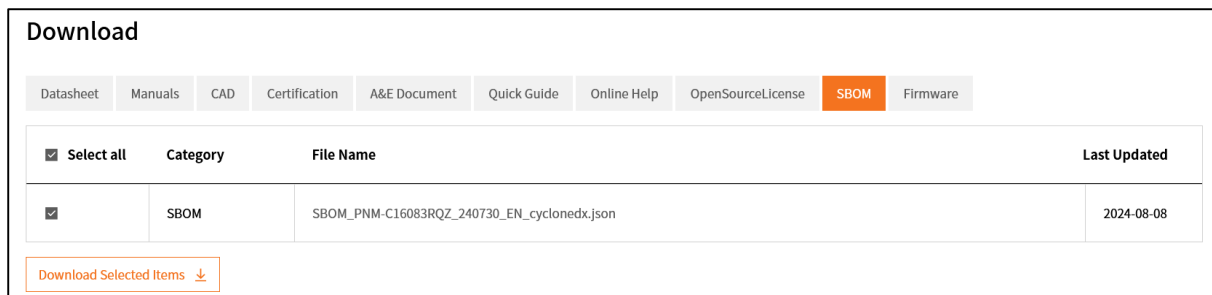 Download
Datasheet Manuals CAD Certification A&E Document Quick Guide Online Help OpenSourceLicense SBOM Firmware
Select all Category File Name Last Updated
SBOM SBOM_PNM-C16083RQZ_240730_EN_cyclonedx.json 2024-08-08
Download Selected Items